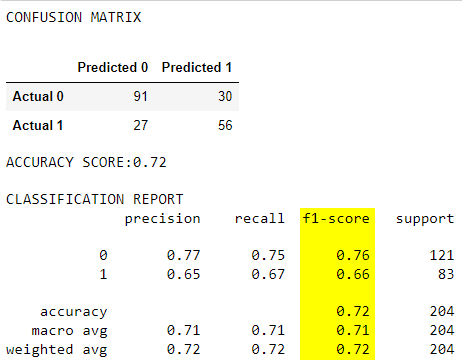 CONFUSION MATRIX
Predicted 0 Predicted 1
Actual 0 91 30
Actual 1 27 56
ACCURACY SCORE:0.72
CLASSIFICATION REPORT
precision recall f1-score support
0 0.77 0.75 0.76 121
1 0.65 0.67 0.66 83
accuracy 0.72 204
macro avg 0.71 0.71 0.71 204
weighted avg 0.72 0.72 0.72 204